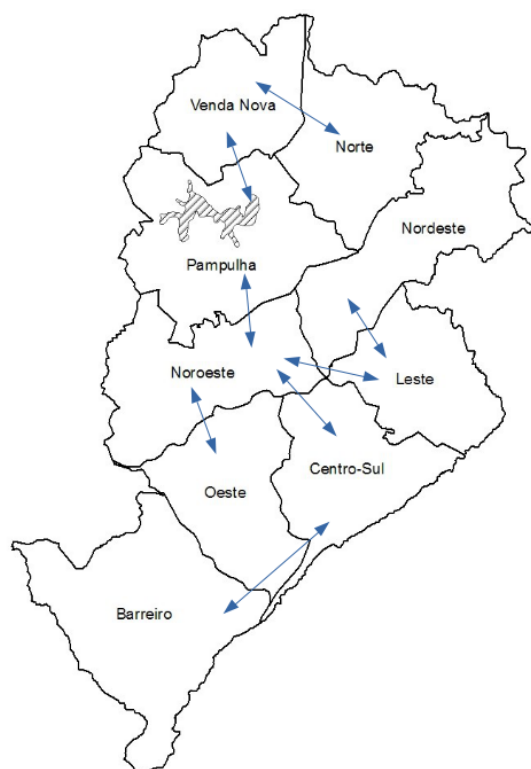 Venda Nova
Norte
Nordeste
Pampulha
Noroeste
Leste
Centro-Sul
Oeste
Barreiro